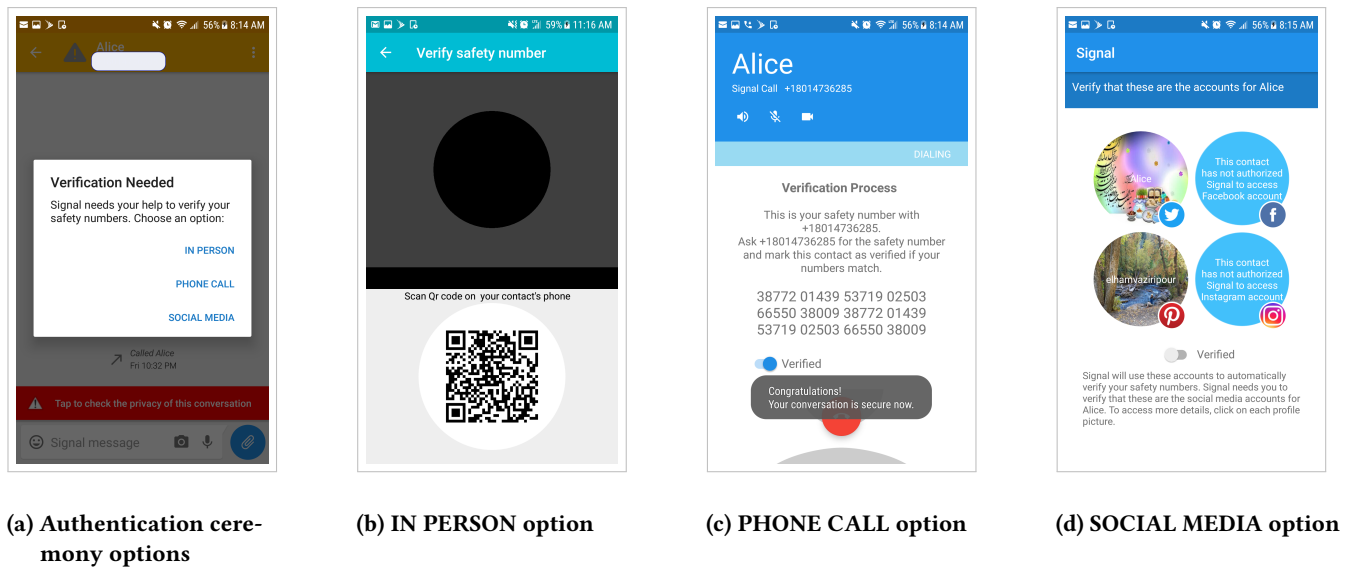 56% 8:14 AM
Alice
Verification Needed
Signal needs your help to verify your
safety numbers. Choose an option:
IN PERSON
PHONE CALL
SOCIAL MEDIA
Called Alice
Fri 10:32 PM
Tap to check the privacy of this conversation
Signal message
(a) Authentication cere-
mony options
59% 11:16 AM
Verify safety number
Scan Qr code on your contact's phone
(b) IN PERSON option
56% 8:14 AM
Alice
Signal Call +18014736285
DIALING
Verification Process
This is your safety number with
+18014736285.
Ask +18014736285 for the safety number
and mark this contact as verified if your
numbers match.
38772 01439 53719 02503
66550 38009 38772 01439
53719 02503 66550 38009
Verified
Congratulations!
Your conversation is secure now.
(c) PHONE CALL option
56% 8:15 AM
Signal
Verify that these are the accounts for Alice
Alice
This contact
has not authorized
Signal to access
Facebook account
elhamvaziripour
This contact
has not authorized
Signal to access
Instagram account
Verified
Signal will use these accounts to automatically
verify your safety numbers. Signal needs you to
verify that these are the social media accounts for
Alice. To access more details, click on each profile
picture.
(d) SOCIAL MEDIA option